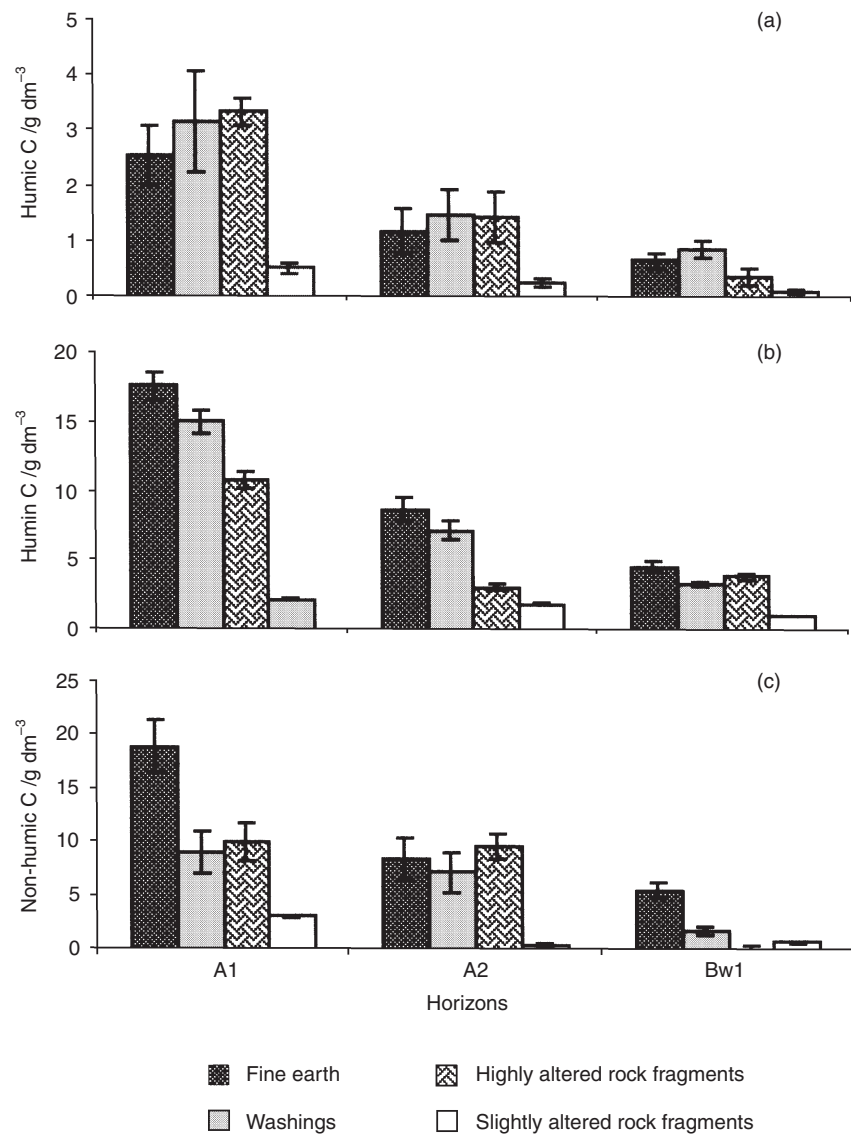 (a)
Humic C /g dm⁻³
5
4
3
2
1
0
(b)
Humin C /g dm⁻³
20
15
10
5
0
(c)
Non-humic C /g dm⁻³
25
20
15
10
5
0
A1 A2 Bw1
Horizons
Fine earth Highly altered rock fragments
Washings Slightly altered rock fragments